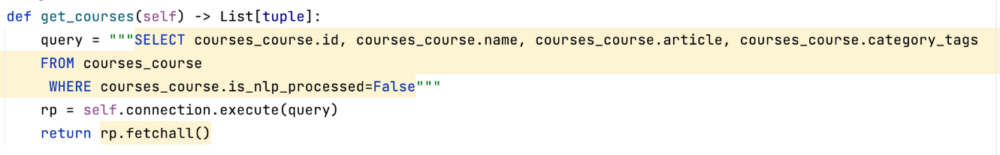 def get_courses(self) -> List[tuple]:
    query = """SELECT courses_course.id, courses_course.name, courses_course.article, courses_course.category_tags
    FROM courses_course
     WHERE courses_course.is_nlp_processed=False"""
    rp = self.connection.execute(query)
    return rp.fetchall()